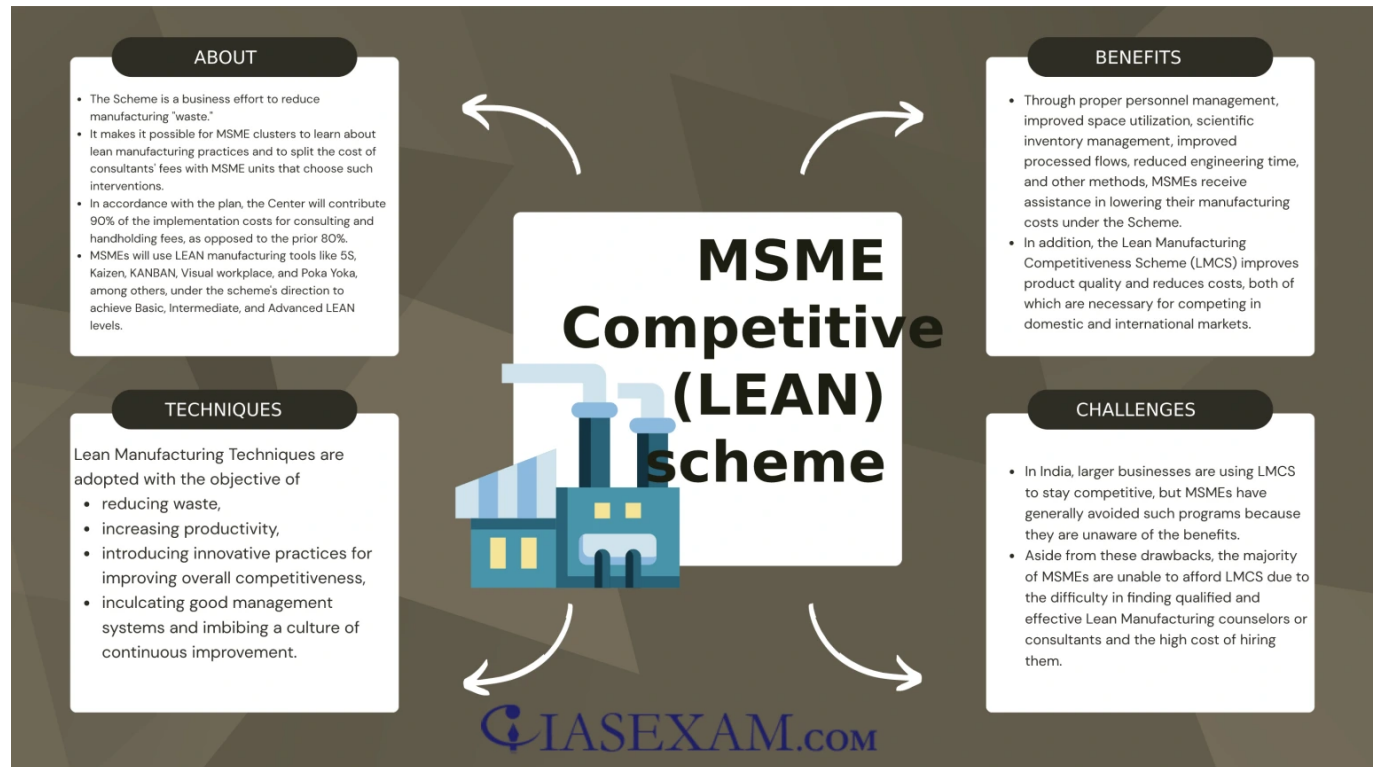 ABOUT
• The Scheme is a business effort to reduce
manufacturing "waste."
• It makes it possible for MSME clusters to learn about
lean manufacturing practices and to split the cost of
consultants' fees with MSME units that choose such
interventions.
• In accordance with the plan, the Center will contribute
90% of the implementation costs for consulting and
handholding fees, as opposed to the prior 80%.
• MSMEs will use LEAN manufacturing tools like 5S,
Kaizen, KANBAN, Visual workplace, and Poka Yoka,
among others, under the scheme's direction to
achieve Basic, Intermediate, and Advanced LEAN
levels.
TECHNIQUES
Lean Manufacturing Techniques are
adopted with the objective of
• reducing waste,
• increasing productivity,
• introducing innovative practices for
improving overall competitiveness,
• inculcating good management
systems and imbibing a culture of
continuous improvement.
MSME
Competitive
(LEAN)
scheme
BENEFITS
• Through proper personnel management,
improved space utilization, scientific
inventory management, improved
processed flows, reduced engineering time,
and other methods, MSMEs receive
assistance in lowering their manufacturing
costs under the Scheme.
• In addition, the Lean Manufacturing
Competitiveness Scheme (LMCS) improves
product quality and reduces costs, both of
which are necessary for competing in
domestic and international markets.
CHALLENGES
• In India, larger businesses are using LMCS
to stay competitive, but MSMEs have
generally avoided such programs because
they are unaware of the benefits.
• Aside from these drawbacks, the majority
of MSMEs are unable to afford LMCS due to
the difficulty in finding qualified and
effective Lean Manufacturing counselors or
consultants and the high cost of hiring
them.
IASEXAM.COM